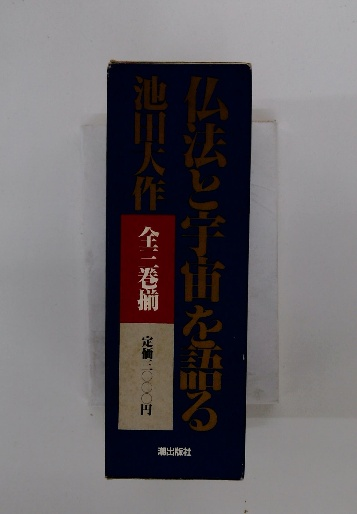 仏法と宇宙を語る
池田大作
全三巻揃
定価三〇〇〇円
潮出版社